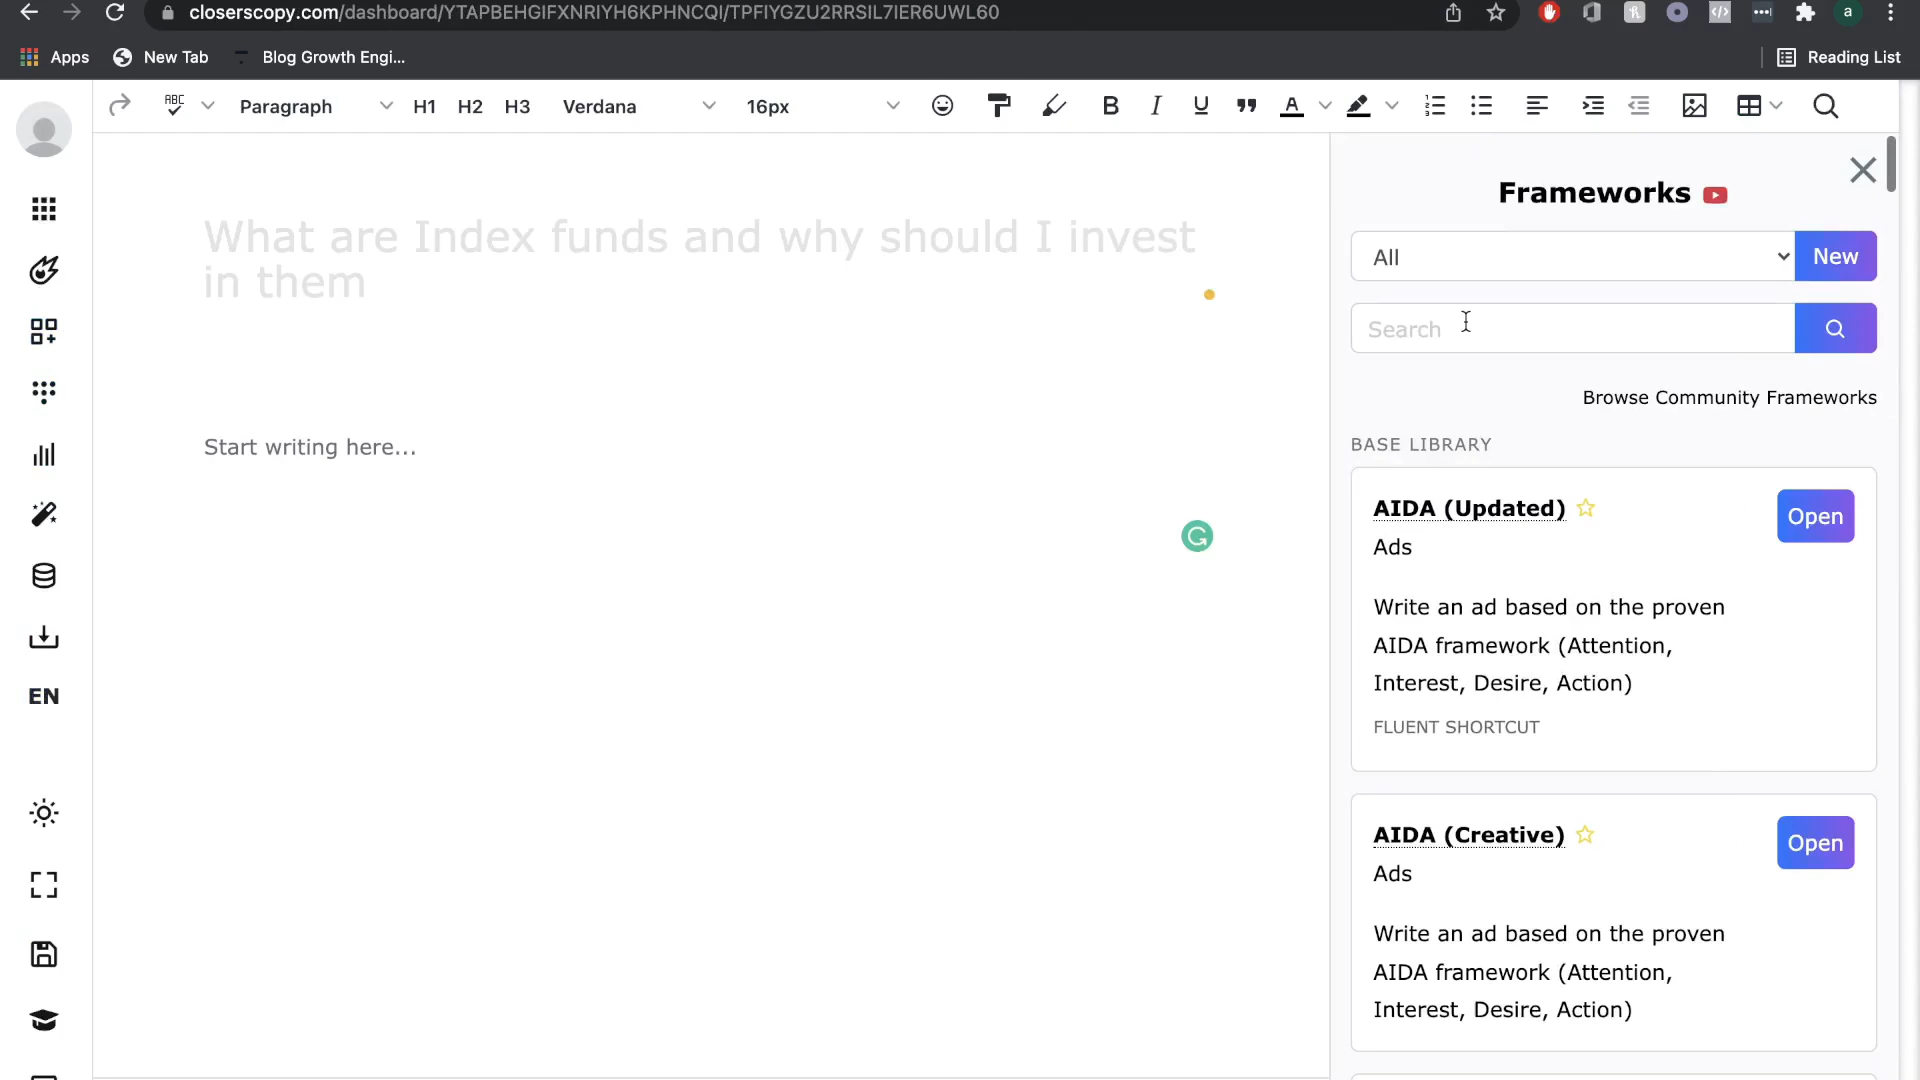 closerscopy.com/dashboard/YTAPBEHGIFXNRIYH6KPHNCQI/TPFIYGZU2RRSIL7IER6UWL60
a
Apps
New Tab
Blog Growth Engi...
Reading List
ABC
Paragraph
H1
H2
H3
Verdana
16px
B
I
U
A
What are Index funds and why should I invest
in them
Start writing here...
EN
Frameworks
All
New
Search
Browse Community Frameworks
BASE LIBRARY
AIDA (Updated)
Open
Ads
Write an ad based on the proven
AIDA framework (Attention,
Interest, Desire, Action)
FLUENT SHORTCUT
AIDA (Creative)
Open
Ads
Write an ad based on the proven
AIDA framework (Attention,
Interest, Desire, Action)